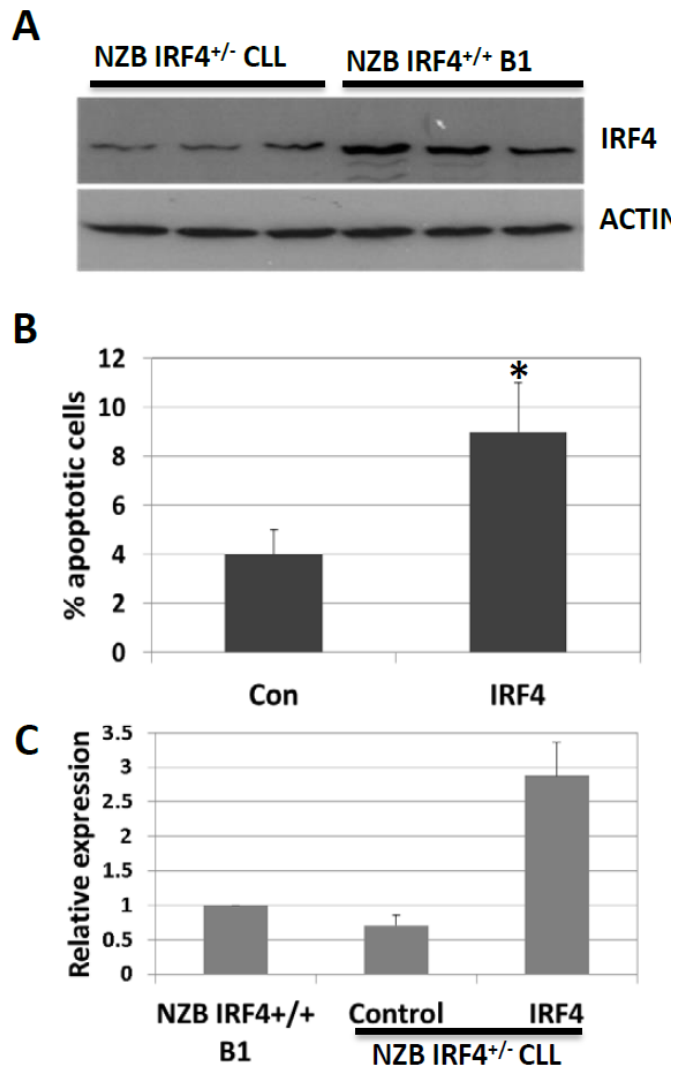 A
NZB IRF4+/- CLL
NZB IRF4+/+ B1
IRF4
ACTIN
B
% apoptotic cells
12
10
8
6
4
2
0
*
Con
IRF4
C
Relative expression
3.5
3
2.5
2
1.5
1
0.5
0
NZB IRF4+/+
B1
Control
IRF4
NZB IRF4+/- CLL